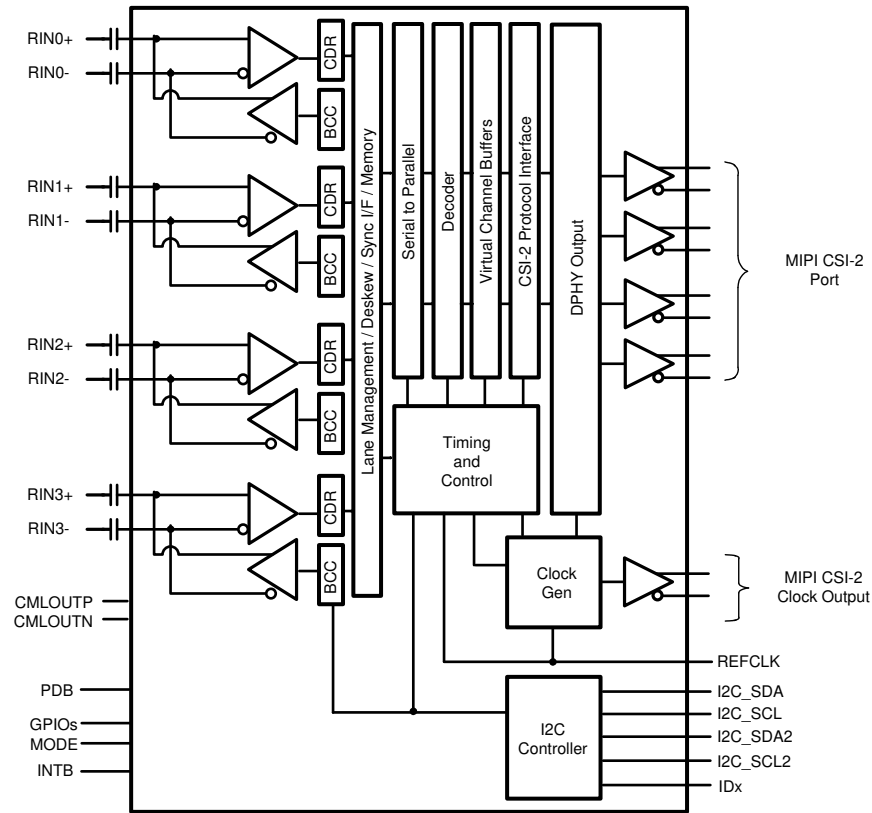 RIN0+
RIN0-
CDR
BCC
RIN1+
RIN1-
CDR
BCC
RIN2+
RIN2-
CDR
BCC
RIN3+
RIN3-
CDR
BCC
Lane Management / Deskew / Sync I/F / Memory
Serial to Parallel
Decoder
Virtual Channel Buffers
CSI-2 Protocol Interface
DPHY Output
MIPI CSI-2
Port
Timing
and
Control
Clock
Gen
MIPI CSI-2
Clock Output
CMLOUTP
CMLOUTN
PDB
GPIOs
MODE
INTB
REFCLK
I2C
Controller
I2C_SDA
I2C_SCL
I2C_SDA2
I2C_SCL2
IDx